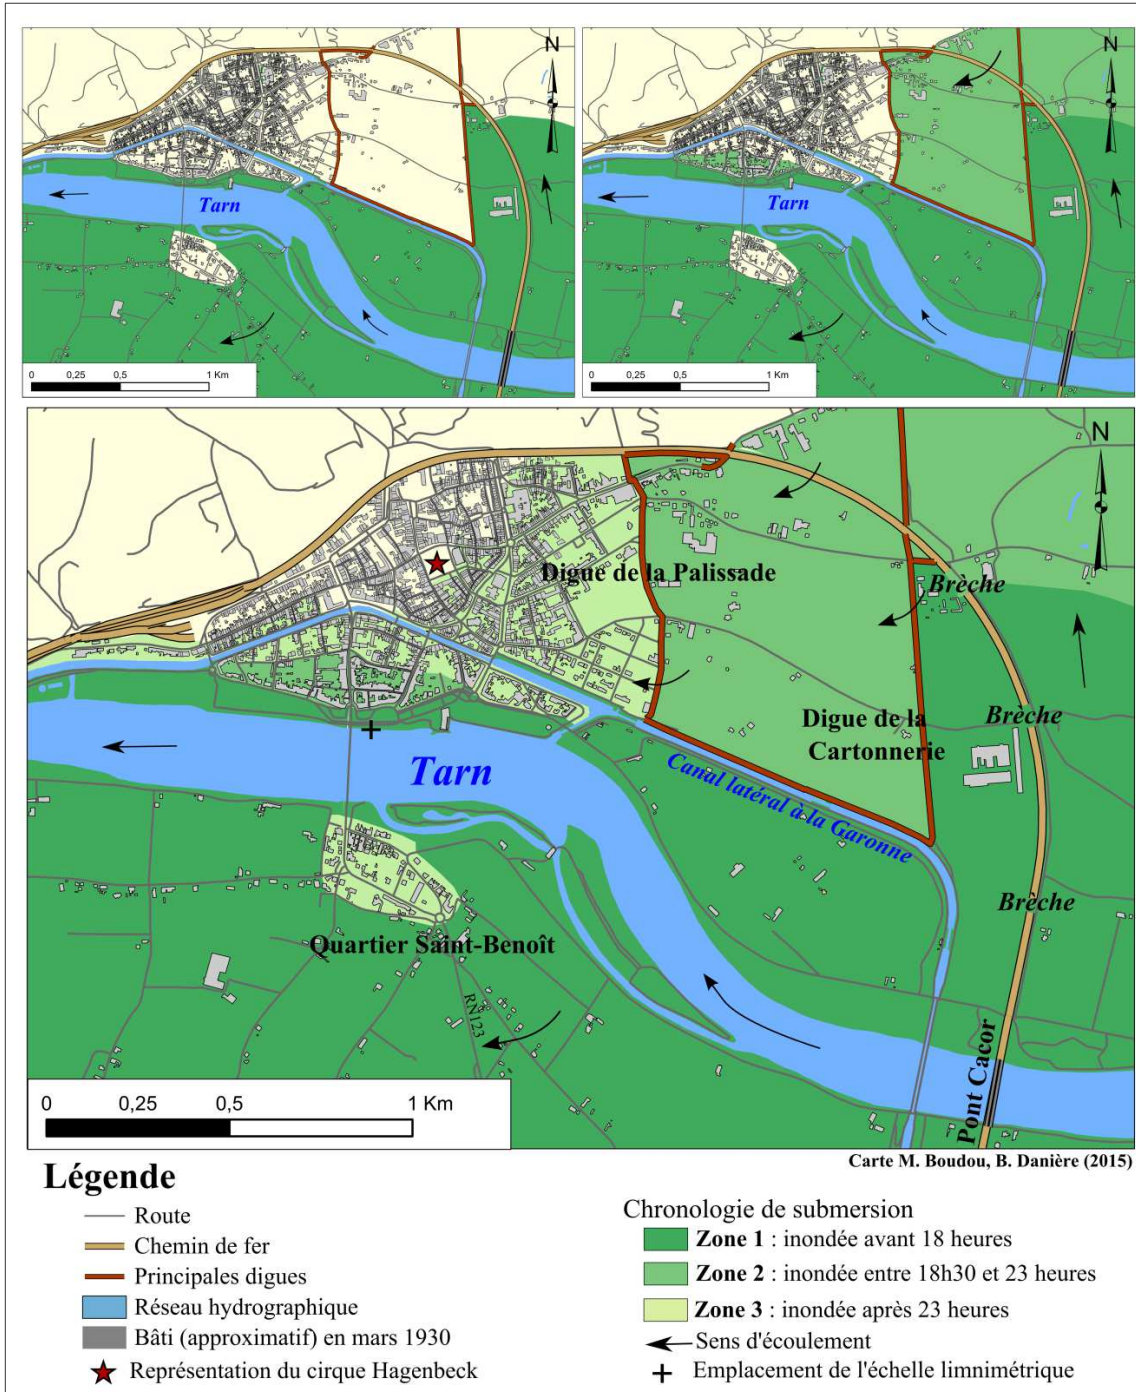 N
Tarn
0 0,25 0,5 1 Km
N
Tarn
0 0,25 0,5 1 Km
N
Digue de la Palissade
Brèche
Brèche
Digue de la
Cartonnerie
Tarn
Canal latéral à la Garonne
Brèche
Quartier Saint-Benoît
RN123
Pont Cacor
0 0,25 0,5 1 Km
Carte M. Boudou, B. Danière (2015)
Légende
Route
Chemin de fer
Principales digues
Réseau hydrographique
Bâti (approximatif) en mars 1930
Représentation du cirque Hagenbeck
Chronologie de submersion
Zone 1 : inondée avant 18 heures
Zone 2 : inondée entre 18h30 et 23 heures
Zone 3 : inondée après 23 heures
Sens d'écoulement
Emplacement de l'échelle limnimétrique